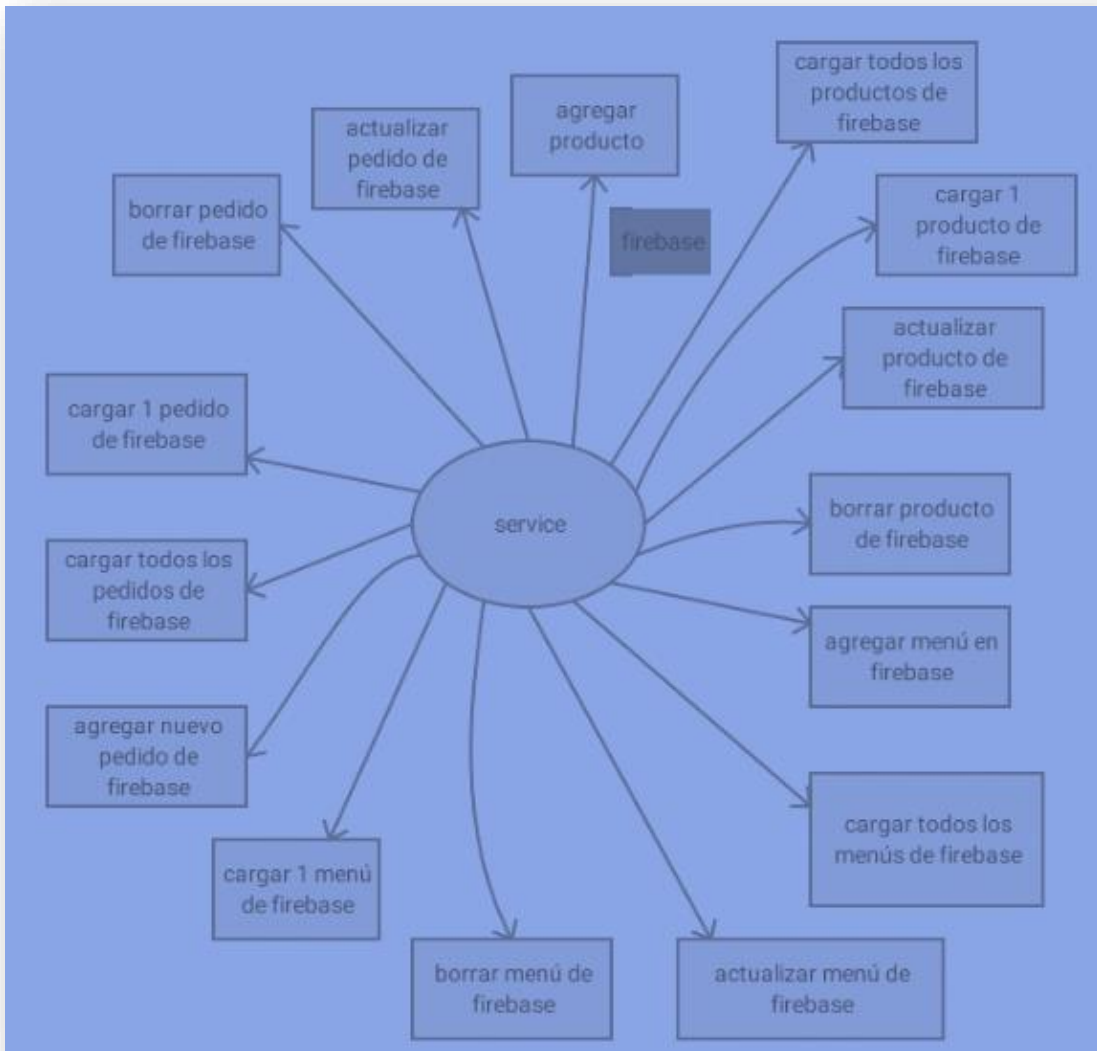 cargar todos los
productos de
firebase
agregar
producto
actualizar
pedido de
firebase
cargar 1
producto de
firebase
borrar pedido
de firebase
firebase
actualizar
producto de
firebase
cargar 1 pedido
de firebase
borrar producto
de firebase
service
cargar todos los
pedidos de
firebase
agregar menú en
firebase
agregar nuevo
pedido de
firebase
cargar todos los
menús de firebase
cargar 1 menú
de firebase
borrar menú de
firebase
actualizar menú de
firebase